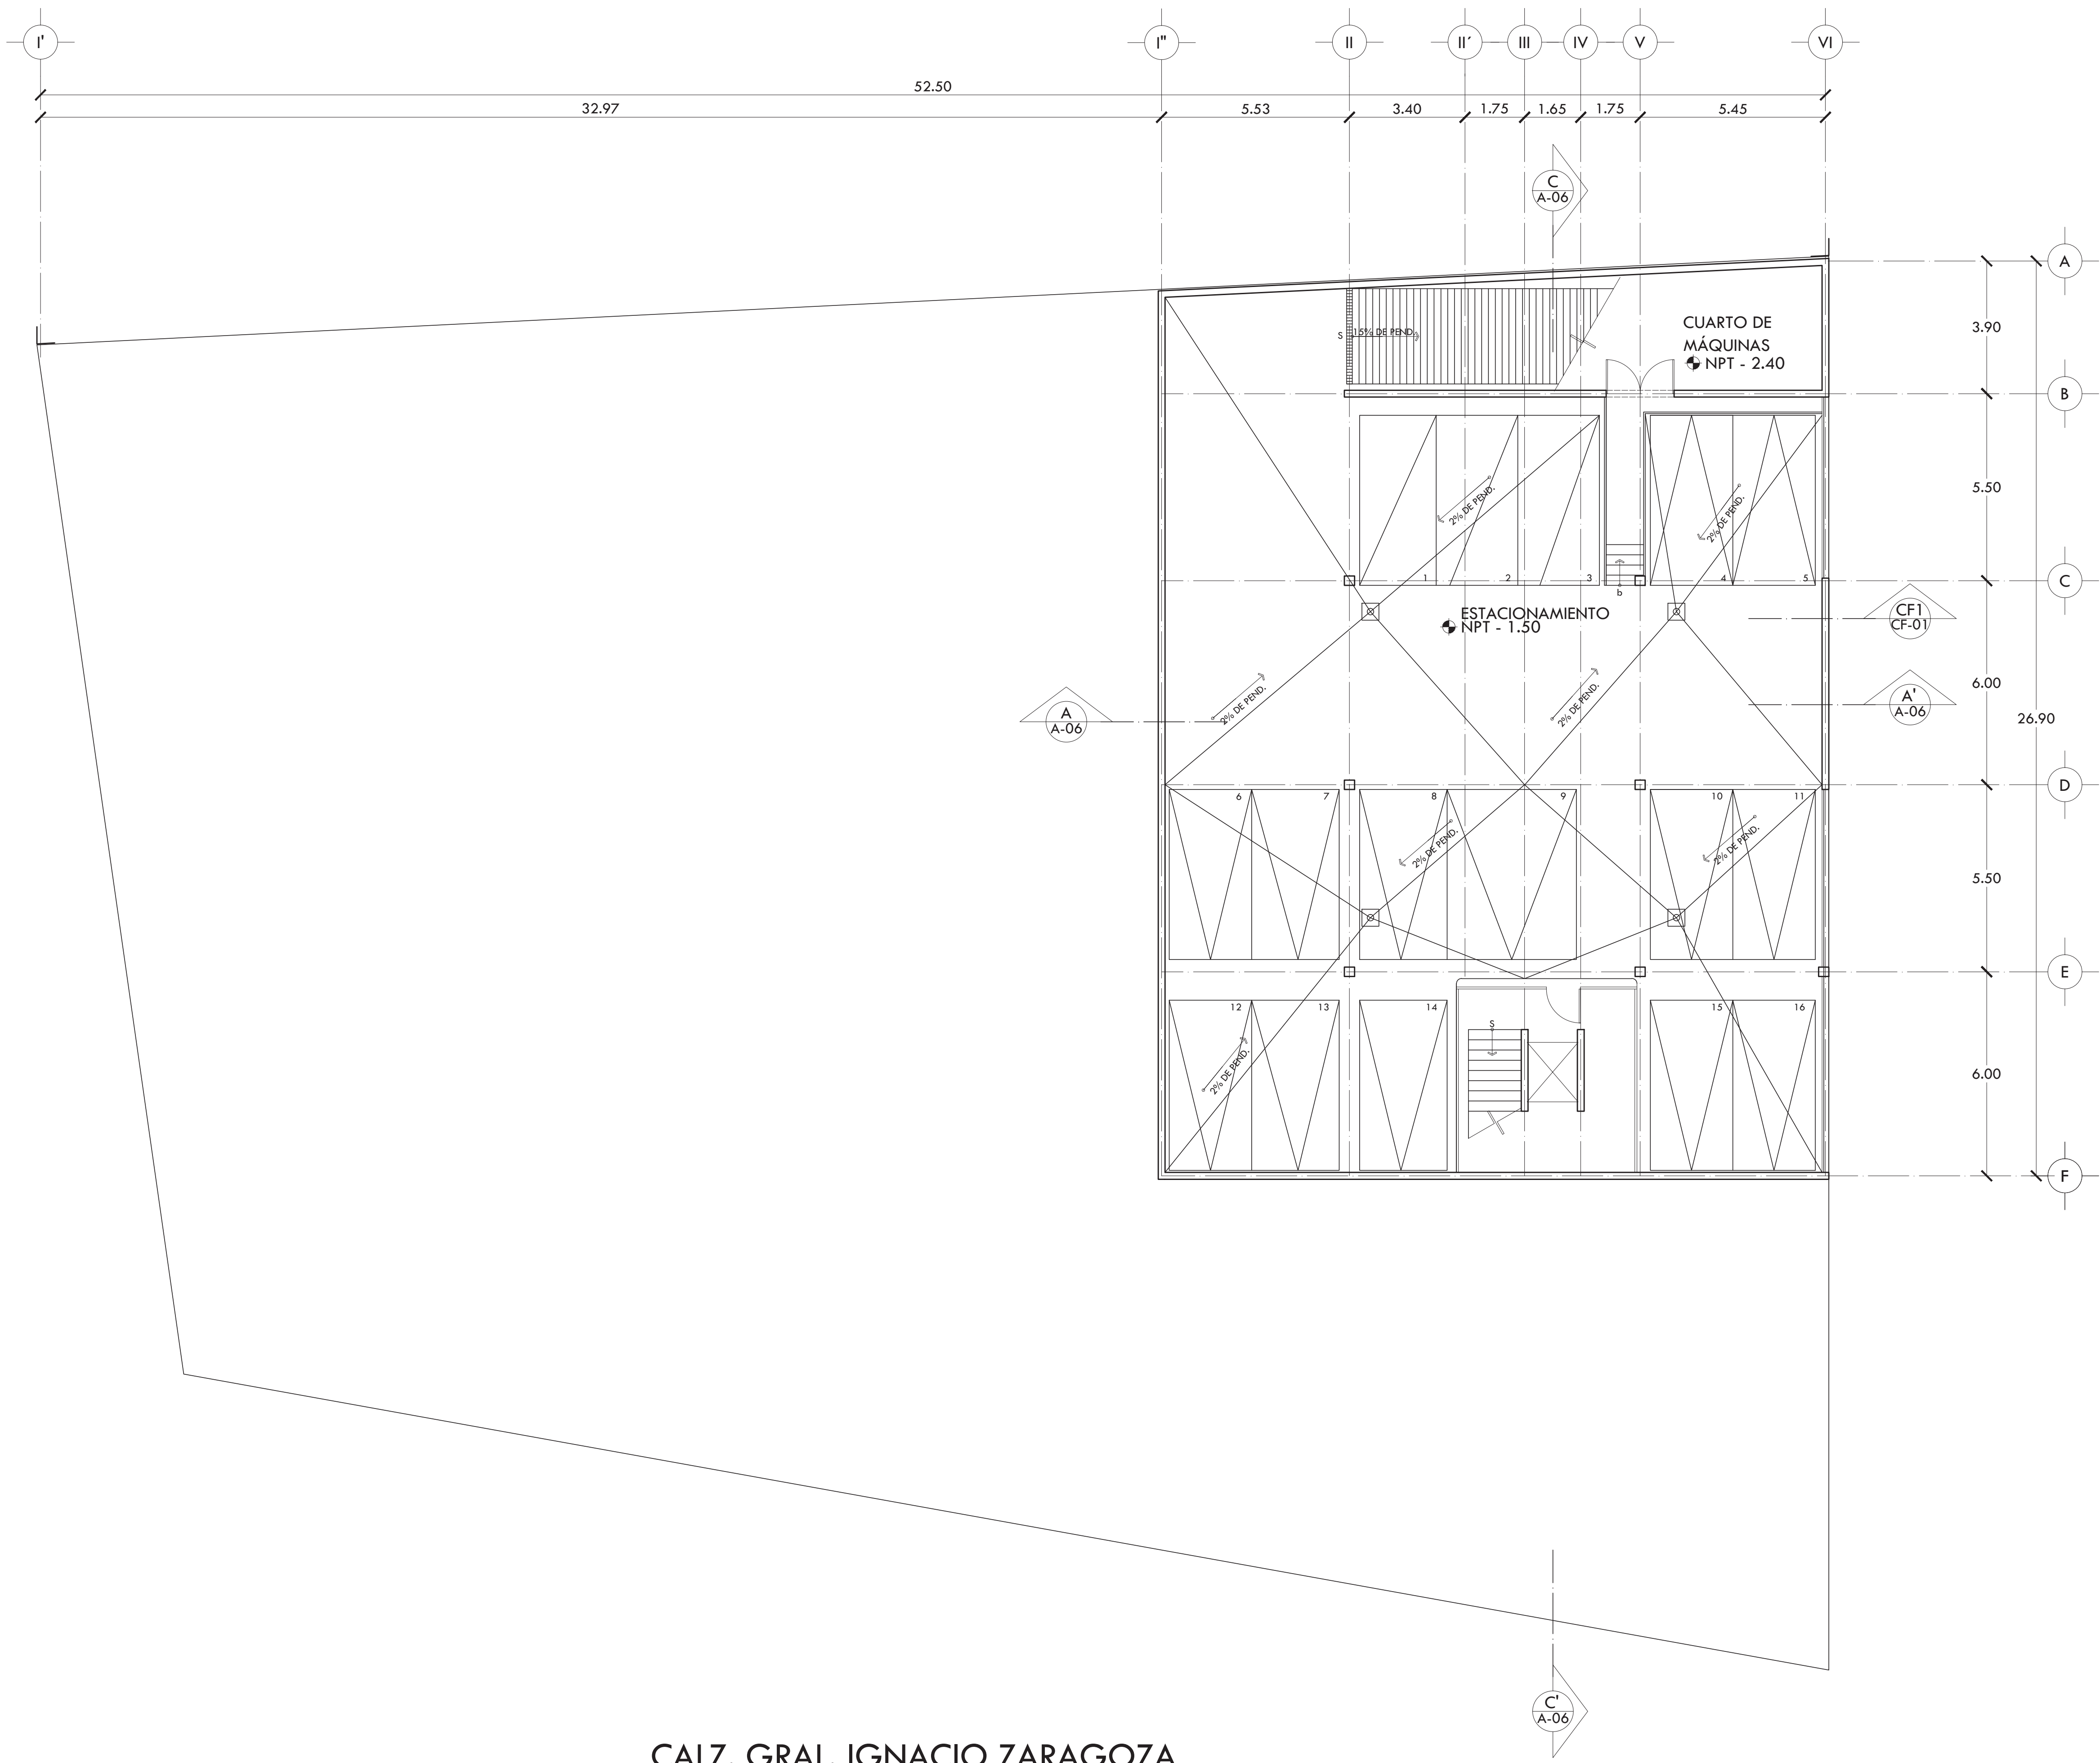 I' I" II II´ III IV V VI
52.50
32.97 5.53 3.40 1.75 1.65 1.75 5.45
C
A-06
A
3.90
CUARTO DE
MÁQUINAS
NPT - 2.40
S 15% DE PEND.
B
5.50
2% DE PEND.
2% DE PEND.
1 2 3 4 5
b
C
ESTACIONAMIENTO
NPT - 1.50
CF1
CF-01
6.00
2% DE PEND.
2% DE PEND.
A
A-06
A'
A-06
26.90
D
6 7 8 9 10 11
2% DE PEND.
2% DE PEND.
5.50
E
12 13 14 15 16
S
2% DE PEND.
6.00
F
C'
A-06
CALZ. GRAL. IGNACIO ZARAGOZA